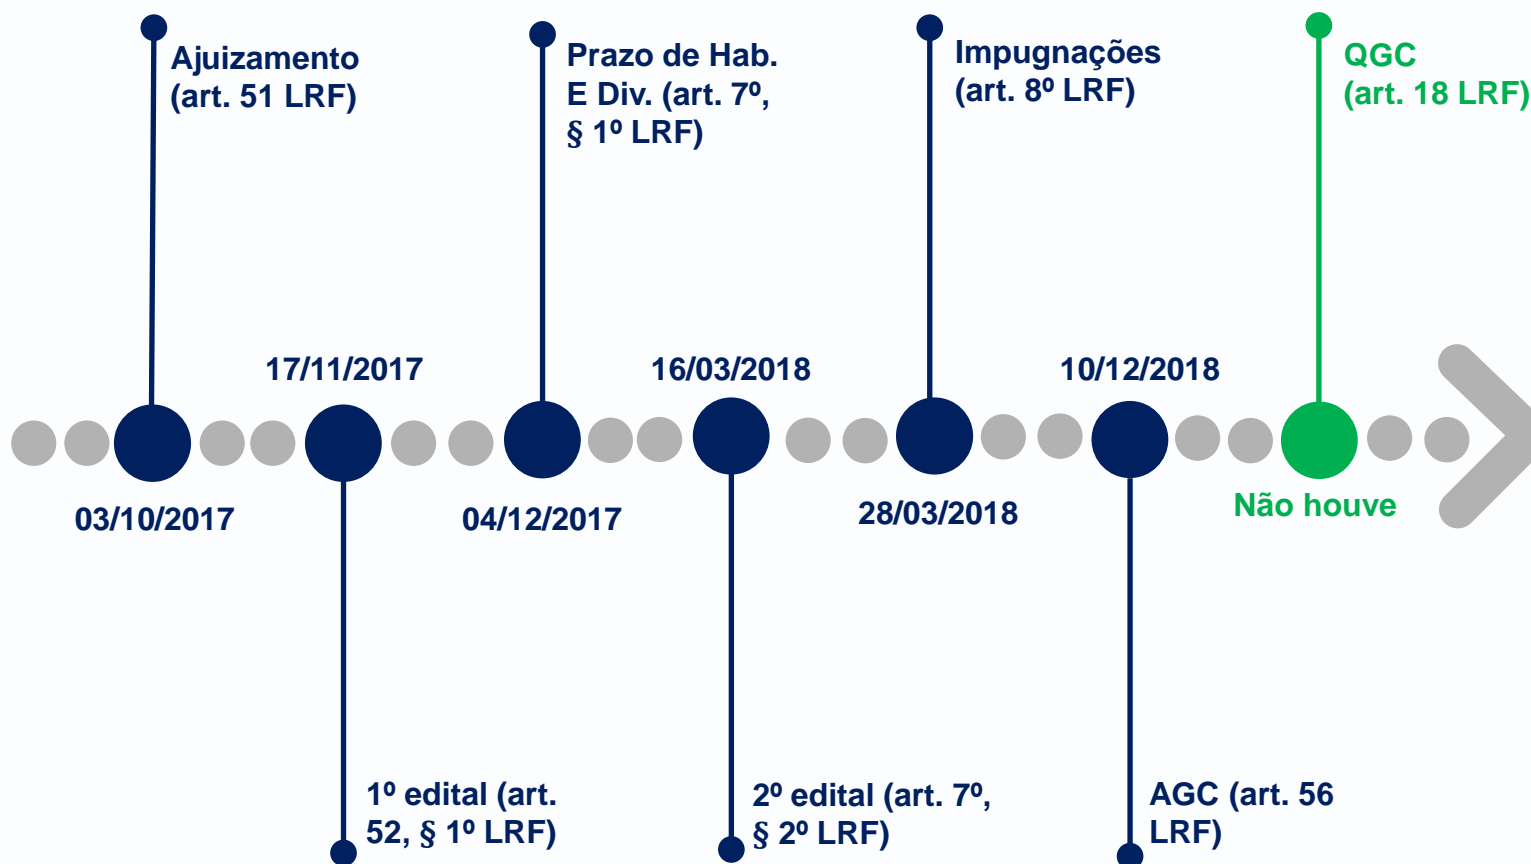 Ajuizamento
(art. 51 LRF)
Prazo de Hab.
E Div. (art. 7º,
§ 1º LRF)
Impugnações
(art. 8º LRF)
QGC
(art. 18 LRF)
17/11/2017
16/03/2018
10/12/2018
03/10/2017
04/12/2017
28/03/2018
Não houve
1º edital (art.
52, § 1º LRF)
2º edital (art. 7º,
§ 2º LRF)
AGC (art. 56
LRF)